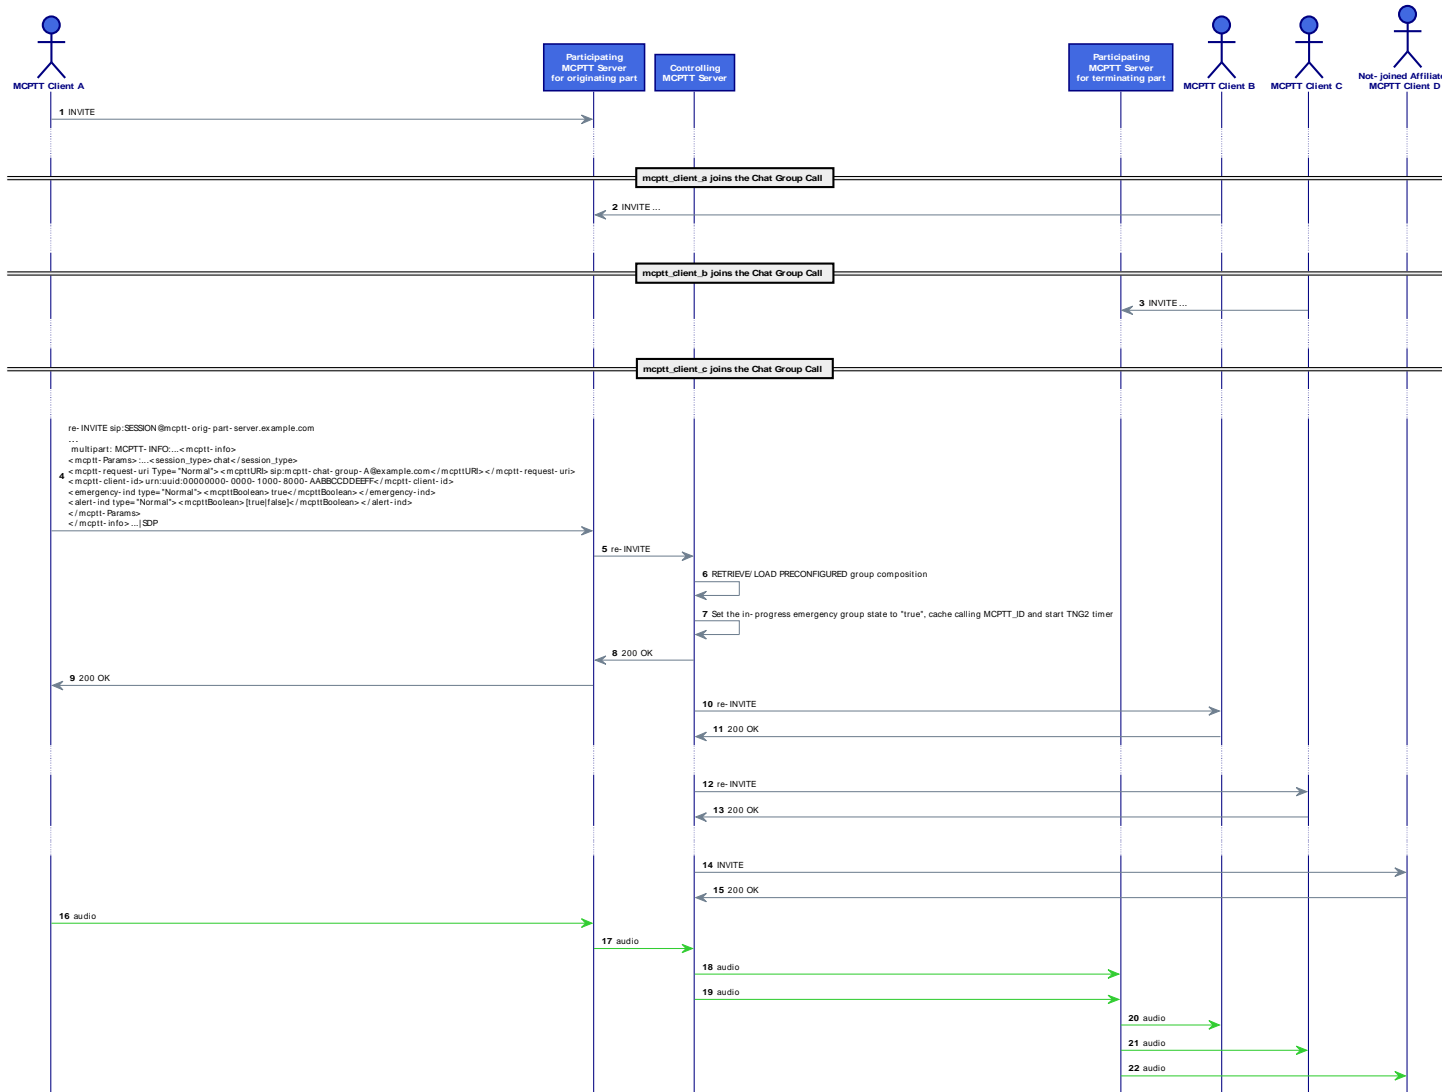 MCPTT Client A
Participating
MCPTT Server
for originating part
Controlling
MCPTT Server
Participating
MCPTT Server
for terminating part
MCPTT Client B
MCPTT Client C
Not- joined Affiliate
MCPTT Client D
1 INVITE
mcptt_client_a joins the Chat Group Call
2 INVITE ...
mcptt_client_b joins the Chat Group Call
3 INVITE ...
mcptt_client_c joins the Chat Group Call
re- INVITE sip:SESSION@mcptt- orig- part- server.example.com
...
multipart: MCPTT- INFO:...<mcptt- info>
<mcptt- Params> :...<session_type> chat</ session_type>
<mcptt- request- uri Type= "Normal"><mcpttURI> sip:mcptt- chat- group- A@example.com</ mcpttURI></ mcptt- request- uri>
4 <mcptt- client- id> urn:uuid:00000000- 0000- 1000- 8000- AABBCCDDEEFF</ mcptt- client- id>
<emergency- ind type= "Normal"><mcpttBoolean> true</ mcpttBoolean></ emergency- ind>
<alert- ind type= "Normal"><mcpttBoolean> [true|false]</ mcpttBoolean></ alert- ind>
</ mcptt- Params>
</ mcptt- info> ...|SDP
5 re- INVITE
6 RETRIEVE/ LOAD PRECONFIGURED group composition
7 Set the in- progress emergency group state to "true", cache calling MCPTT_ID and start TNG2 timer
8 200 OK
9 200 OK
10 re- INVITE
11 200 OK
12 re- INVITE
13 200 OK
14 INVITE
15 200 OK
16 audio
17 audio
18 audio
19 audio
20 audio
21 audio
22 audio